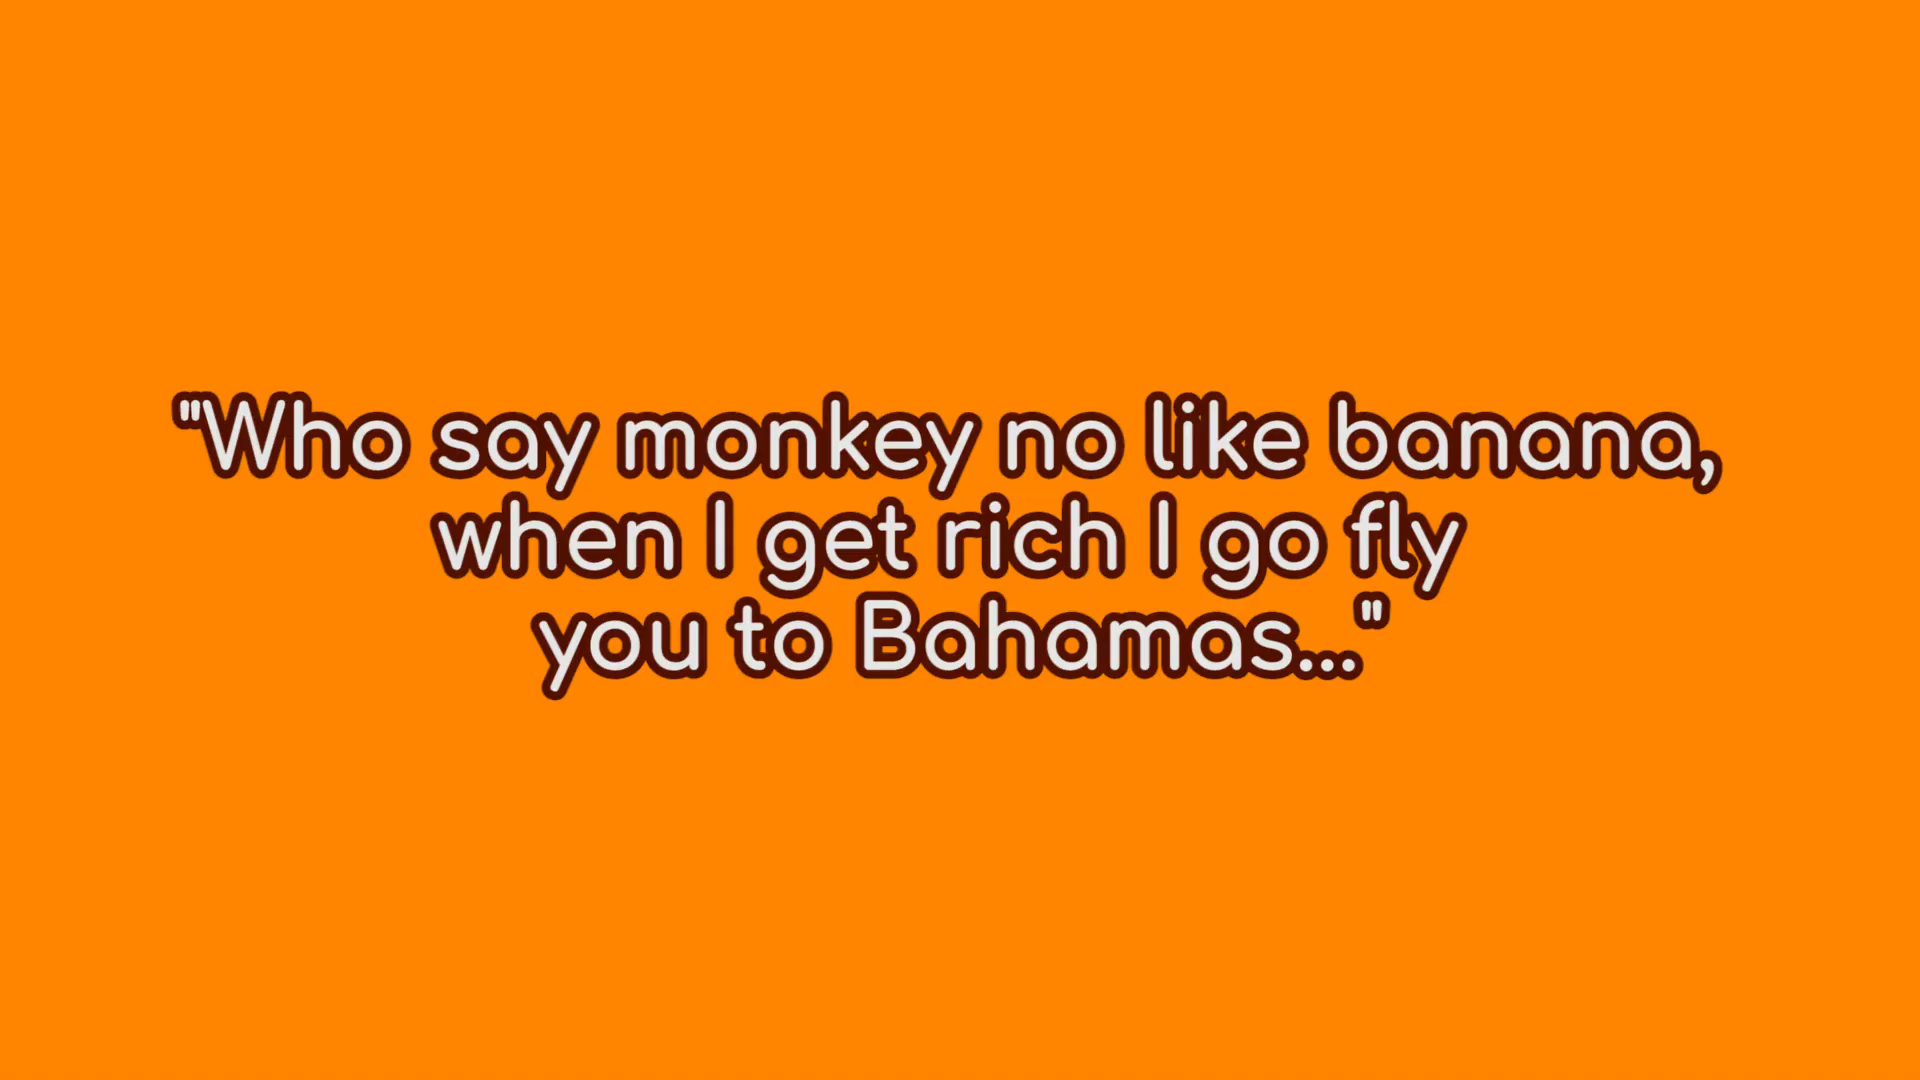 "Who say monkey no like banana,
when I get rich I go fly
you to Bahamas..."